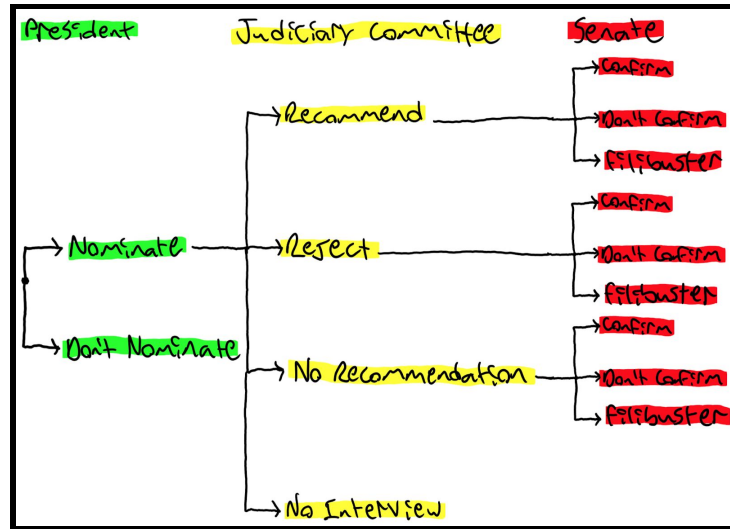 President Judiciary Committee Senate
Confirm
Recommend Don't Confirm
Filibuster
Confirm
Nominate Reject Don't Confirm
Filibuster
Confirm
Don't Nominate
No Recommendation Don't Confirm
Filibuster
No Interview